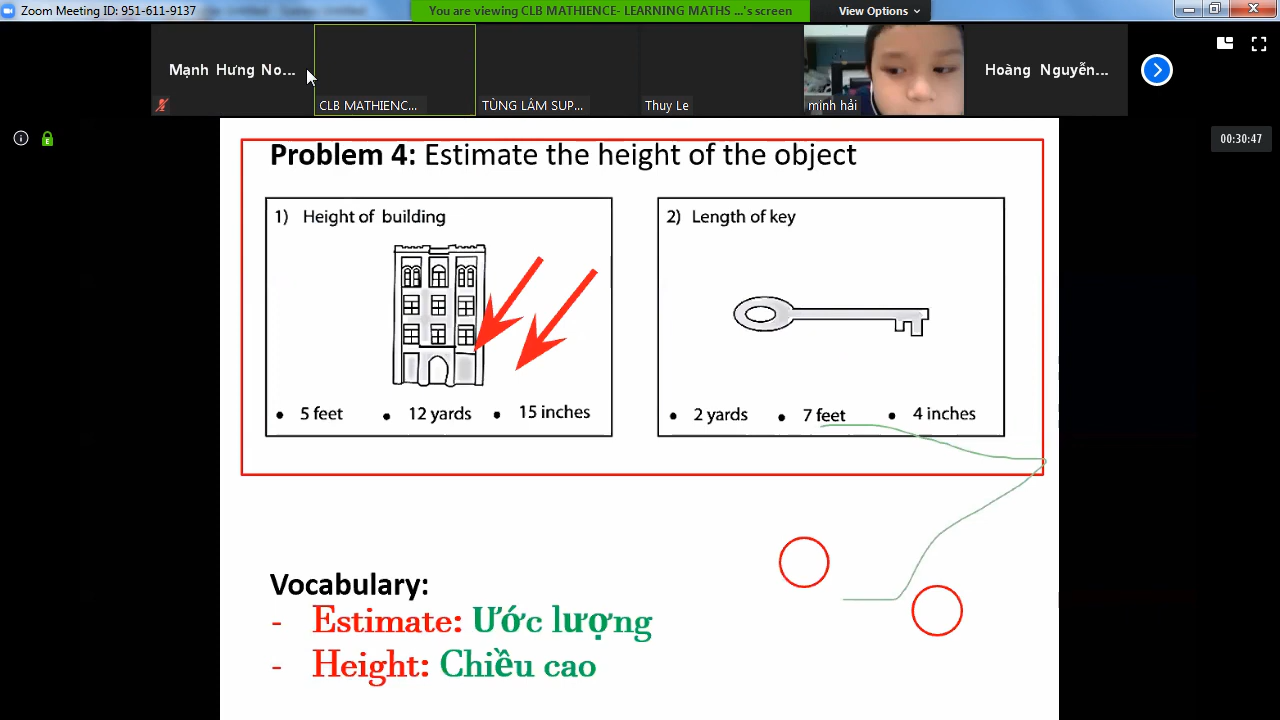 Zoom Meeting ID: 951-611-9137
You are viewing CLB MATHIENCE- LEARNING MATHS ...'s screen
View Options
Mạnh Hưng No...
CLB MATHIENC...
TÙNG LÂM SUP...
Thuy Le
minh hải
Hoàng Nguyễn...
00:30:47
Problem 4: Estimate the height of the object
1) Height of building
5 feet
12 yards
15 inches
2) Length of key
2 yards
7 feet
4 inches
Vocabulary:
- Estimate: Ước lượng
- Height: Chiều cao